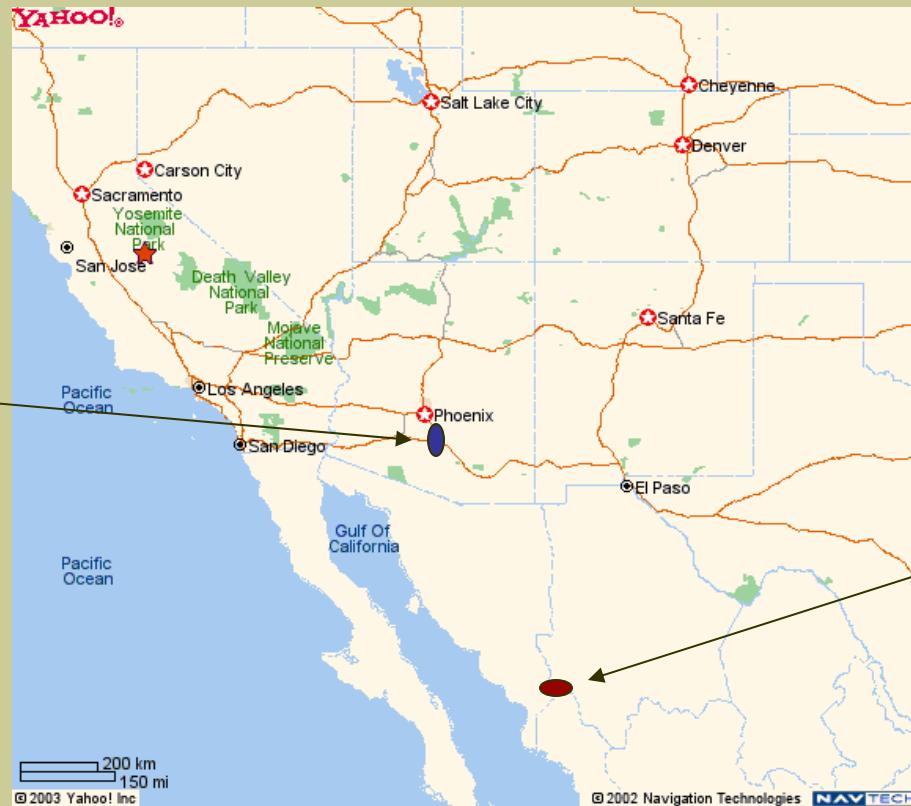 YAHOO!®
Salt Lake City
Cheyenne
Denver
Carson City
Sacramento
Yosemite
National
Park
San Jose
Death Valley
National
Park
Mojave
National
Preserve
Santa Fe
Los Angeles
Pacific
Ocean
Phoenix
San Diego
El Paso
Gulf Of
California
Pacific
Ocean
200 km
150 mi
©2003 Yahoo! Inc
©2002 Navigation Technologies NAVTECH